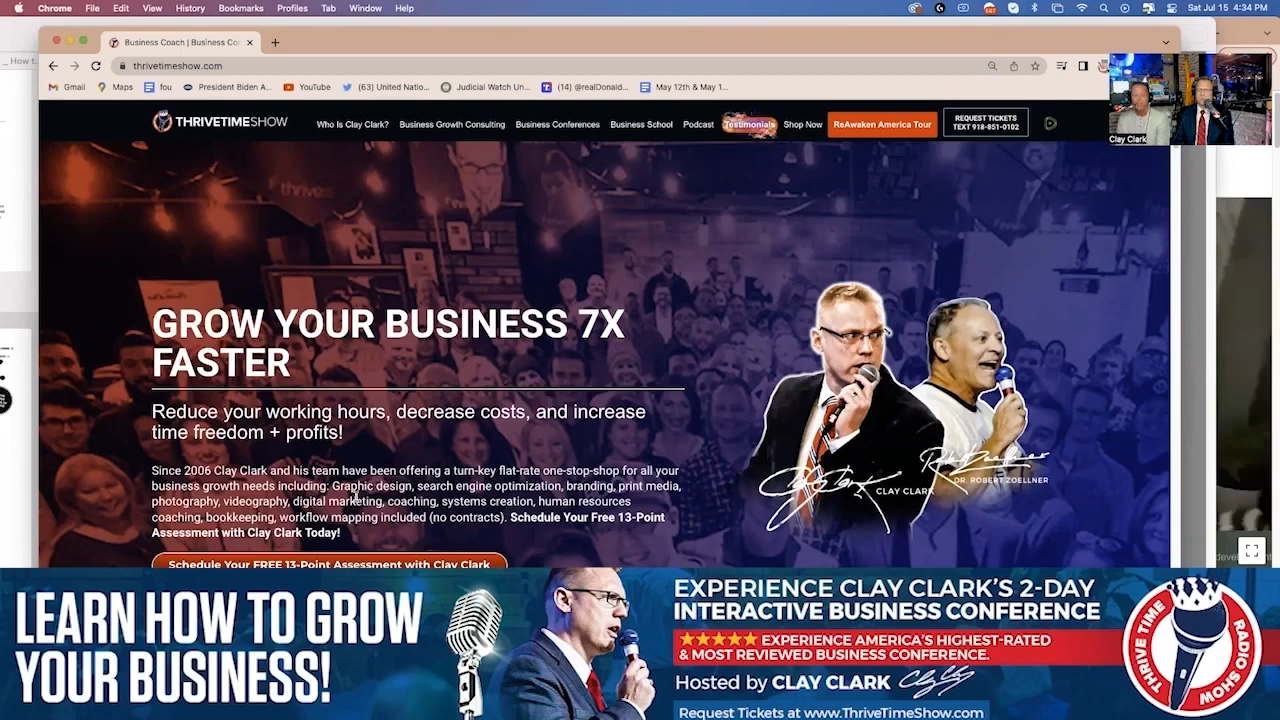 Chrome File Edit View History Bookmarks Profiles Tab Window Help
507
Sat Jul 15 4:34 PM
_ How t...
Business Coach | Business Co
thrivetimeshow.com
Gmail Maps fou President Biden A... YouTube (63) United Natio... Judicial Watch Un... (14) @realDonald... May 12th & May 1...
Clay Clark
THRIVETIMESHOW
Who Is Clay Clark? Business Growth Consulting Business Conferences Business School Podcast Testimonials Shop Now ReAwaken America Tour
REQUEST TICKETS
TEXT 918-851-0102
thrive
GROW YOUR BUSINESS 7X
FASTER
Reduce your working hours, decrease costs, and increase
time freedom + profits!
Since 2006 Clay Clark and his team have been offering a turn-key flat-rate one-stop-shop for all your
business growth needs including: Graphic design, search engine optimization, branding, print media,
photography, videography, digital marketing, coaching, systems creation, human resources
coaching, bookkeeping, workflow mapping included (no contracts). Schedule Your Free 13-Point
Assessment with Clay Clark Today!
Schedule Your FREE 13-Point Assessment with Clay Clark
CLAY CLARK
DR. ROBERT ZOELLNER
LEARN HOW TO GROW
YOUR BUSINESS!
EXPERIENCE CLAY CLARK'S 2-DAY
INTERACTIVE BUSINESS CONFERENCE
EXPERIENCE AMERICA'S HIGHEST-RATED
& MOST REVIEWED BUSINESS CONFERENCE.
Hosted by CLAY CLARK
Request Tickets at www.ThriveTimeShow.com
THRIVE TIME RADIO SHOW